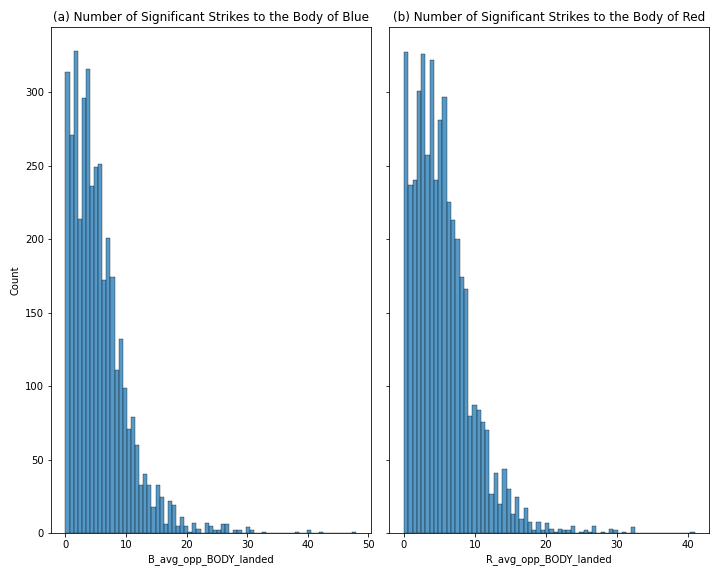 (a) Number of Significant Strikes to the Body of Blue
(b) Number of Significant Strikes to the Body of Red
Count
300
250
200
150
100
50
0
0 10 20 30 40 50
0 10 20 30 40
B_avg_opp_BODY_landed
R_avg_opp_BODY_landed